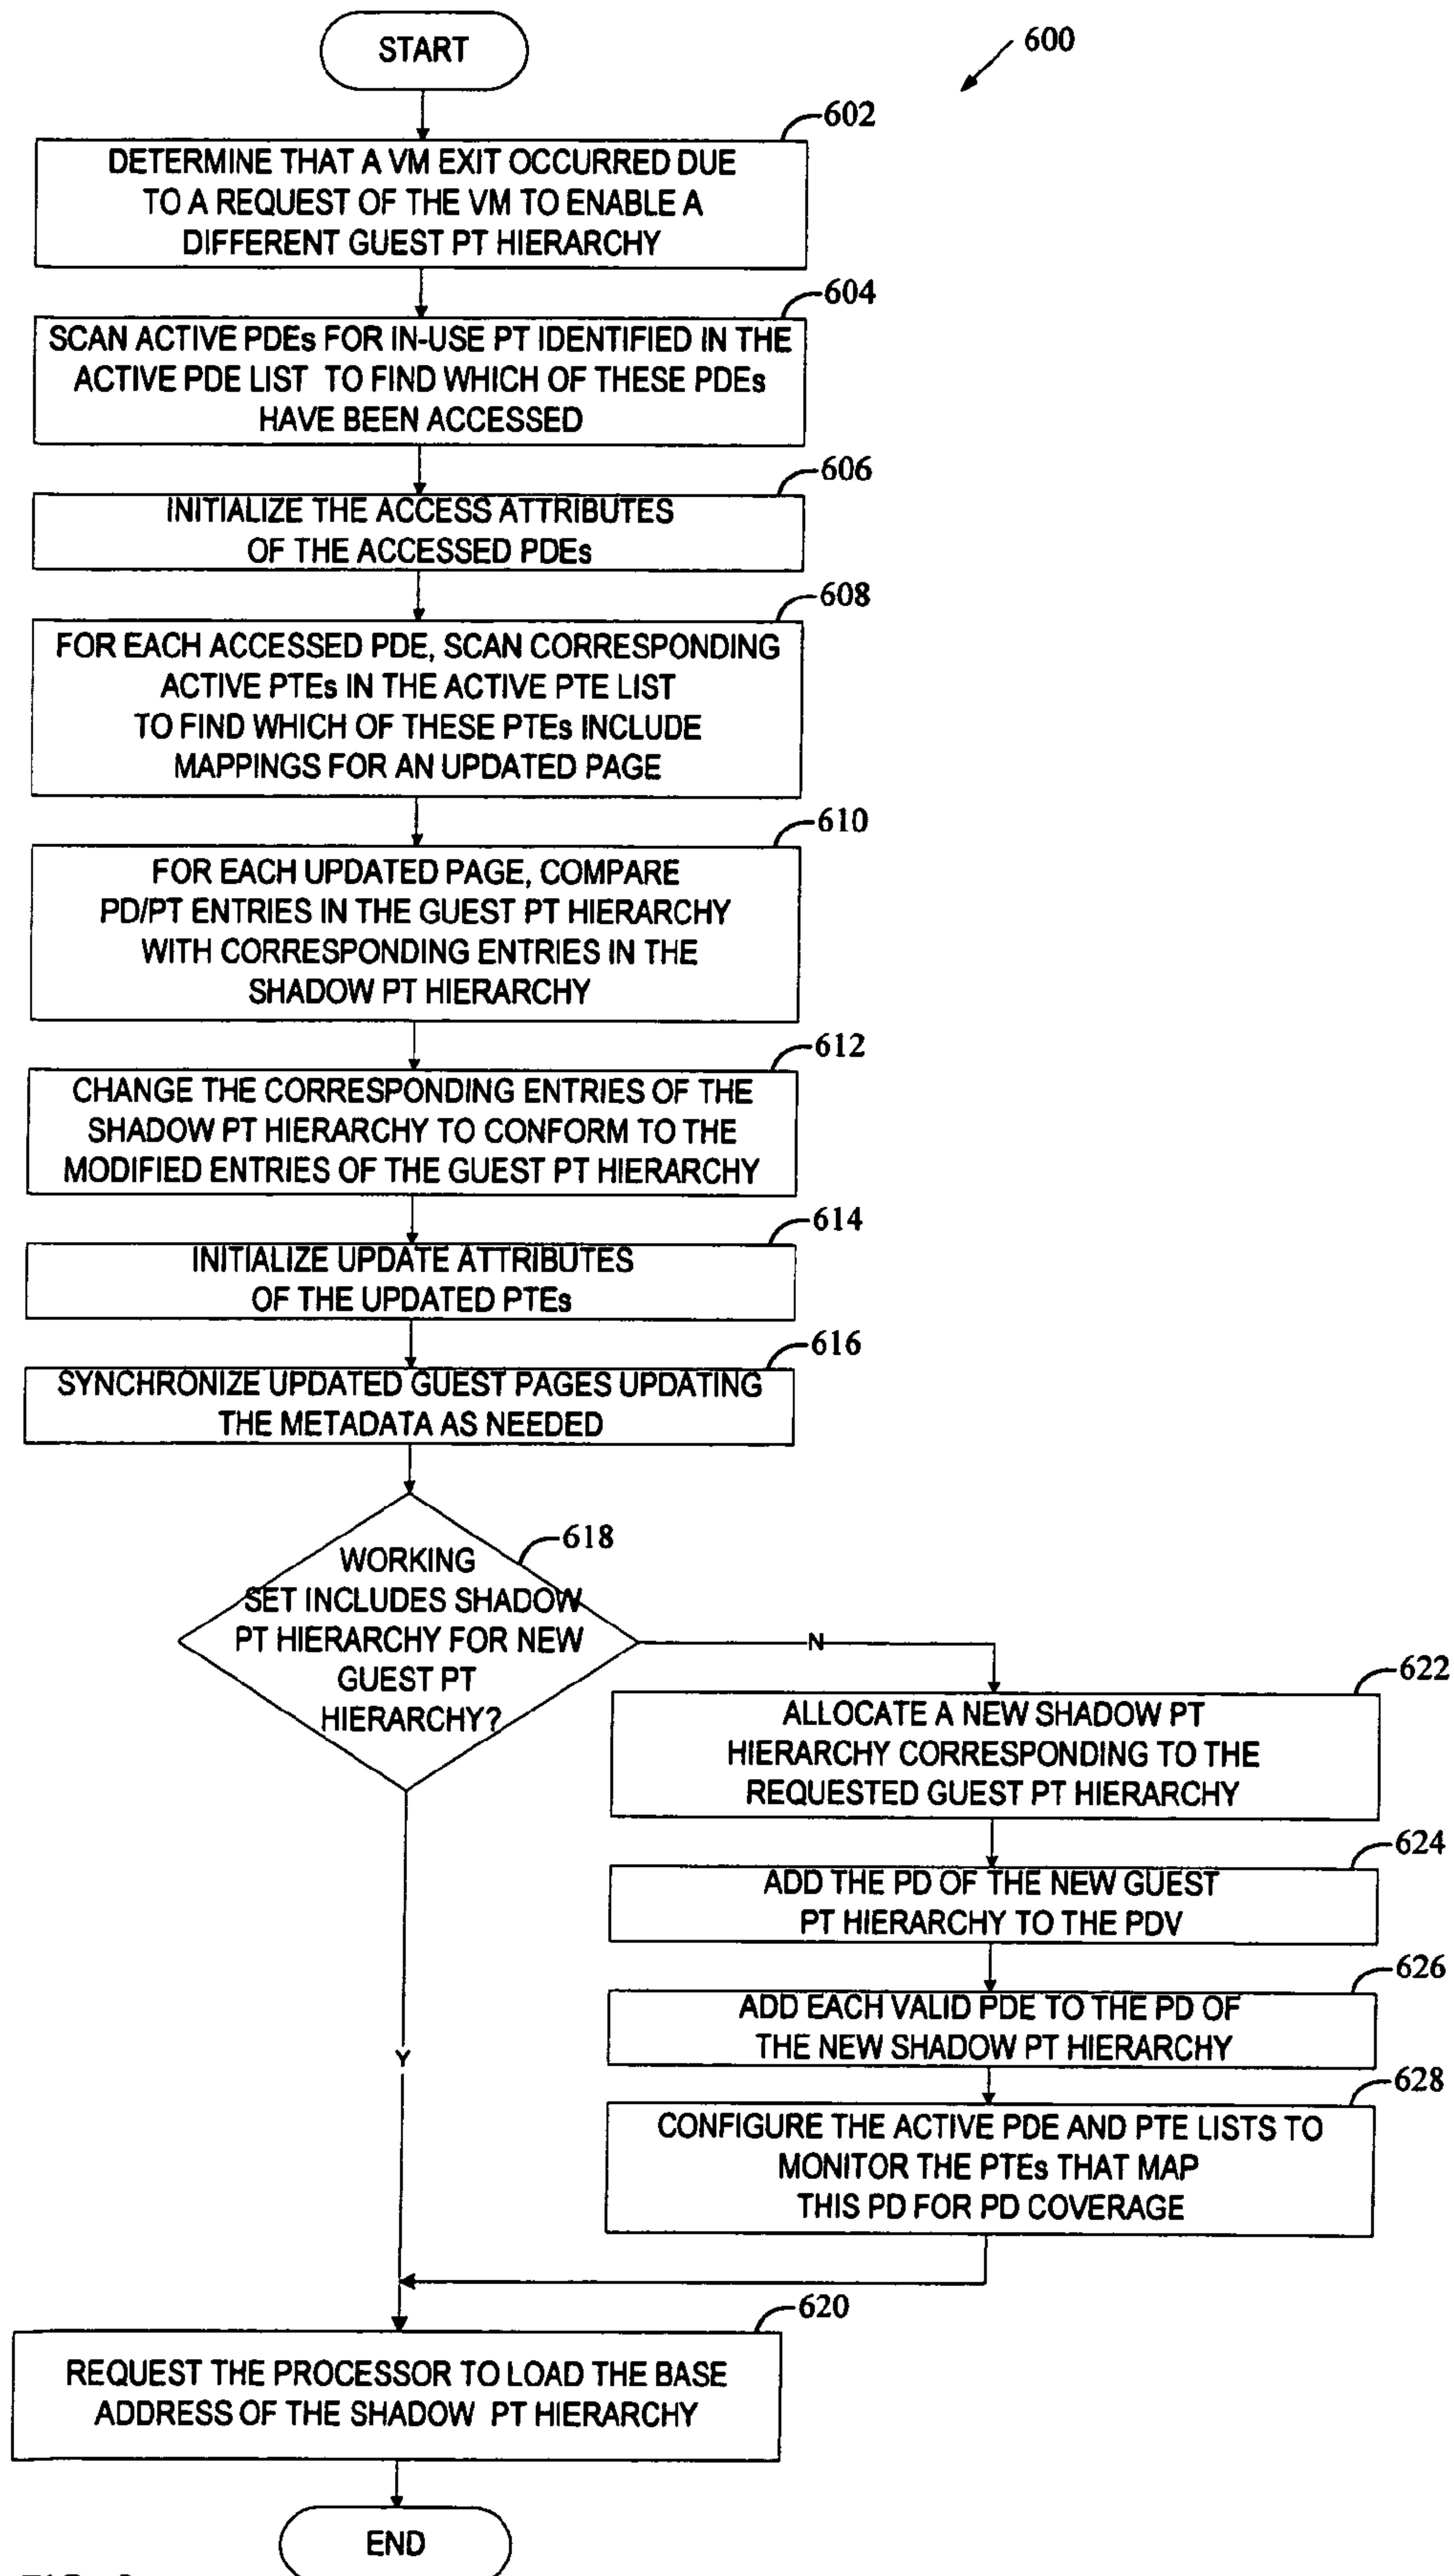 START
600
602
DETERMINE THAT A VM EXIT OCCURRED DUE
TO A REQUEST OF THE VM TO ENABLE A
DIFFERENT GUEST PT HIERARCHY
604
SCAN ACTIVE PDEs FOR IN-USE PT IDENTIFIED IN THE
ACTIVE PDE LIST TO FIND WHICH OF THESE PDEs
HAVE BEEN ACCESSED
606
INITIALIZE THE ACCESS ATTRIBUTES
OF THE ACCESSED PDEs
608
FOR EACH ACCESSED PDE, SCAN CORRESPONDING
ACTIVE PTEs IN THE ACTIVE PTE LIST
TO FIND WHICH OF THESE PTEs INCLUDE
MAPPINGS FOR AN UPDATED PAGE
610
FOR EACH UPDATED PAGE, COMPARE
PD/PT ENTRIES IN THE GUEST PT HIERARCHY
WITH CORRESPONDING ENTRIES IN THE
SHADOW PT HIERARCHY
612
CHANGE THE CORRESPONDING ENTRIES OF THE
SHADOW PT HIERARCHY TO CONFORM TO THE
MODIFIED ENTRIES OF THE GUEST PT HIERARCHY
614
INITIALIZE UPDATE ATTRIBUTES
OF THE UPDATED PTEs
616
SYNCHRONIZE UPDATED GUEST PAGES UPDATING
THE METADATA AS NEEDED
618
WORKING
SET INCLUDES SHADOW
PT HIERARCHY FOR NEW
GUEST PT
HIERARCHY?
N
622
ALLOCATE A NEW SHADOW PT
HIERARCHY CORRESPONDING TO THE
REQUESTED GUEST PT HIERARCHY
624
ADD THE PD OF THE NEW GUEST
PT HIERARCHY TO THE PDV
626
ADD EACH VALID PDE TO THE PD OF
THE NEW SHADOW PT HIERARCHY
Y
628
CONFIGURE THE ACTIVE PDE AND PTE LISTS TO
MONITOR THE PTEs THAT MAP
THIS PD FOR PD COVERAGE
620
REQUEST THE PROCESSOR TO LOAD THE BASE
ADDRESS OF THE SHADOW PT HIERARCHY
END